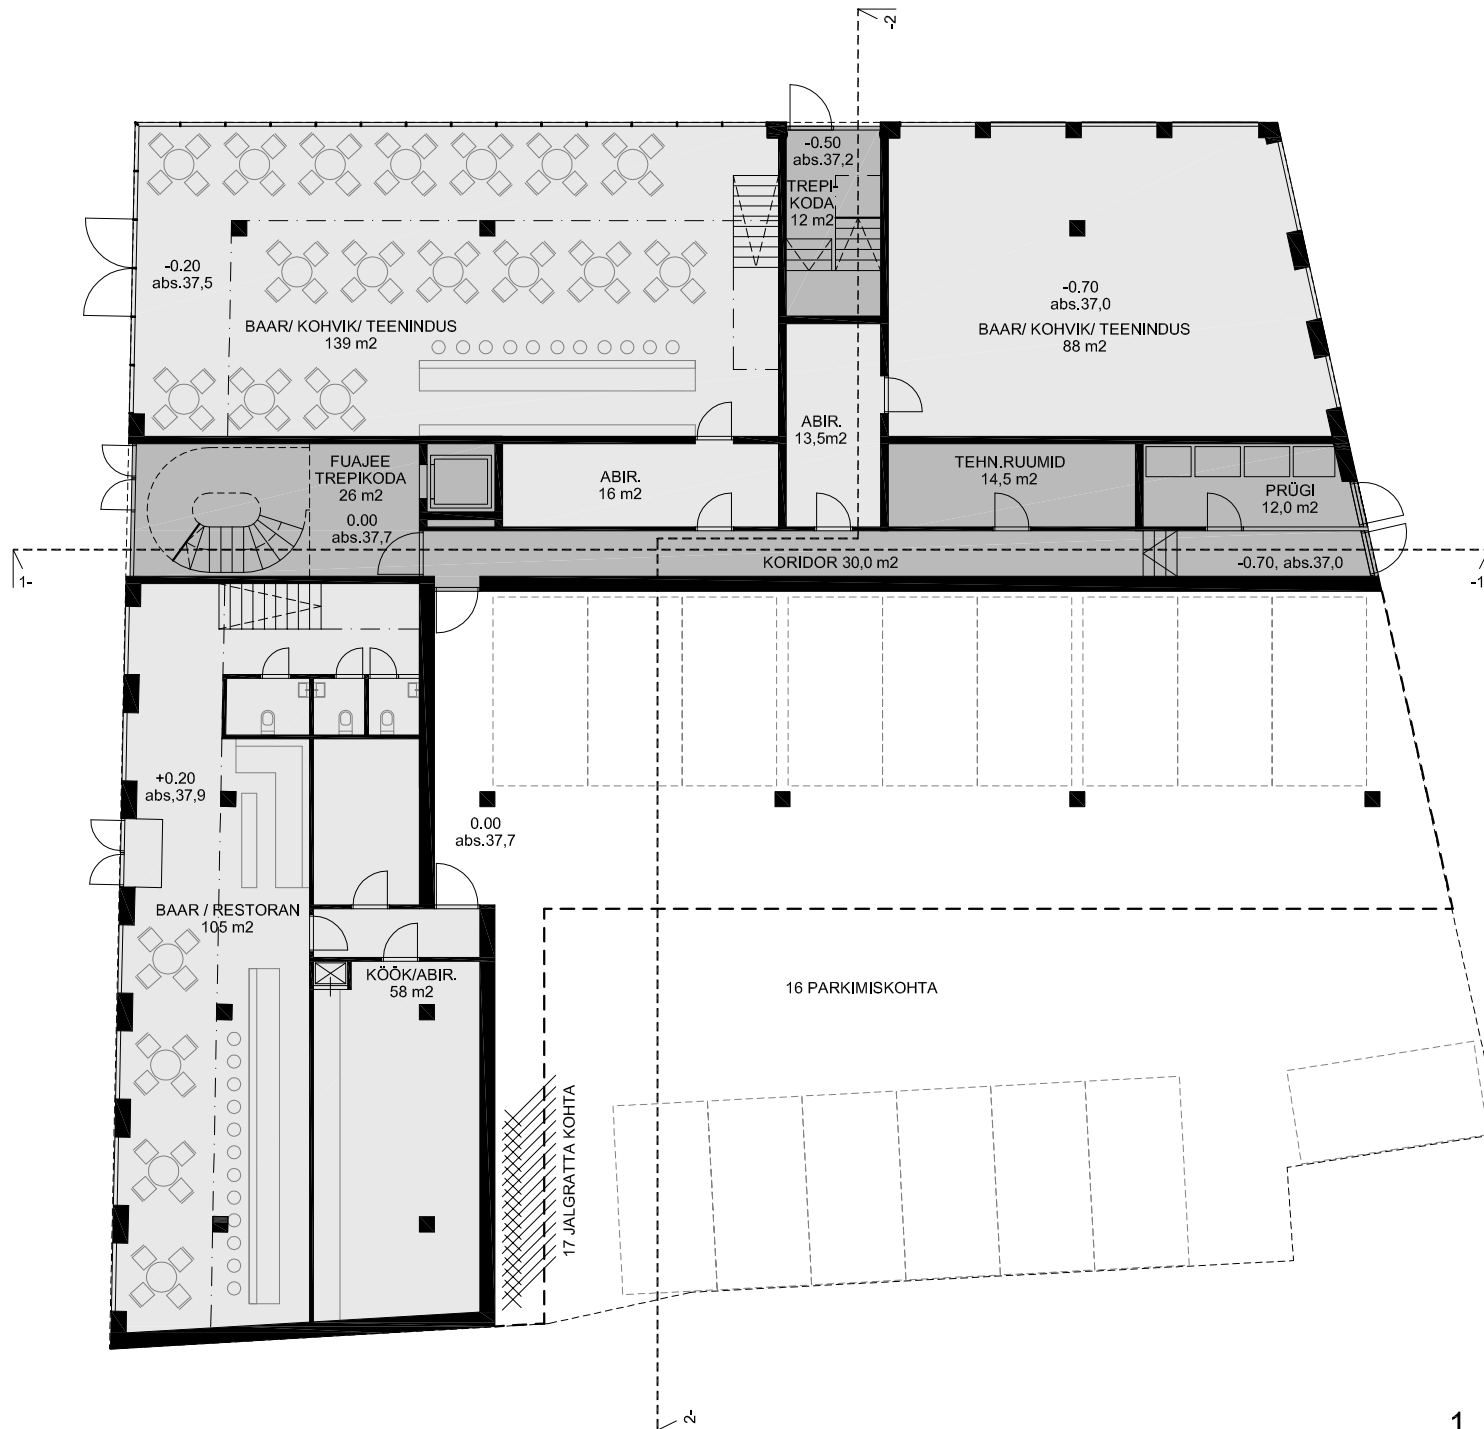 -2
-0.50
abs.37,2
TREPI-
KODA
12 m2
-0.20
abs.37,5
BAAR/ KOHVIK/ TEENINDUS
139 m2
-0.70
abs.37,0
BAAR/ KOHVIK/ TEENINDUS
88 m2
ABIR.
13,5m2
FUAJEE
TREPIKODA
26 m2
0.00
abs.37,7
ABIR.
16 m2
TEHN.RUUMID
14,5 m2
PRÜGI
12,0 m2
KORIDOR 30,0 m2
-0.70, abs.37,0
1-
-1
+0.20
abs,37,9
0.00
abs.37,7
BAAR / RESTORAN
105 m2
KÖÖK/ABIR.
58 m2
16 PARKIMISKOHTA
17 JALGRATTA KOHTA
2-
1